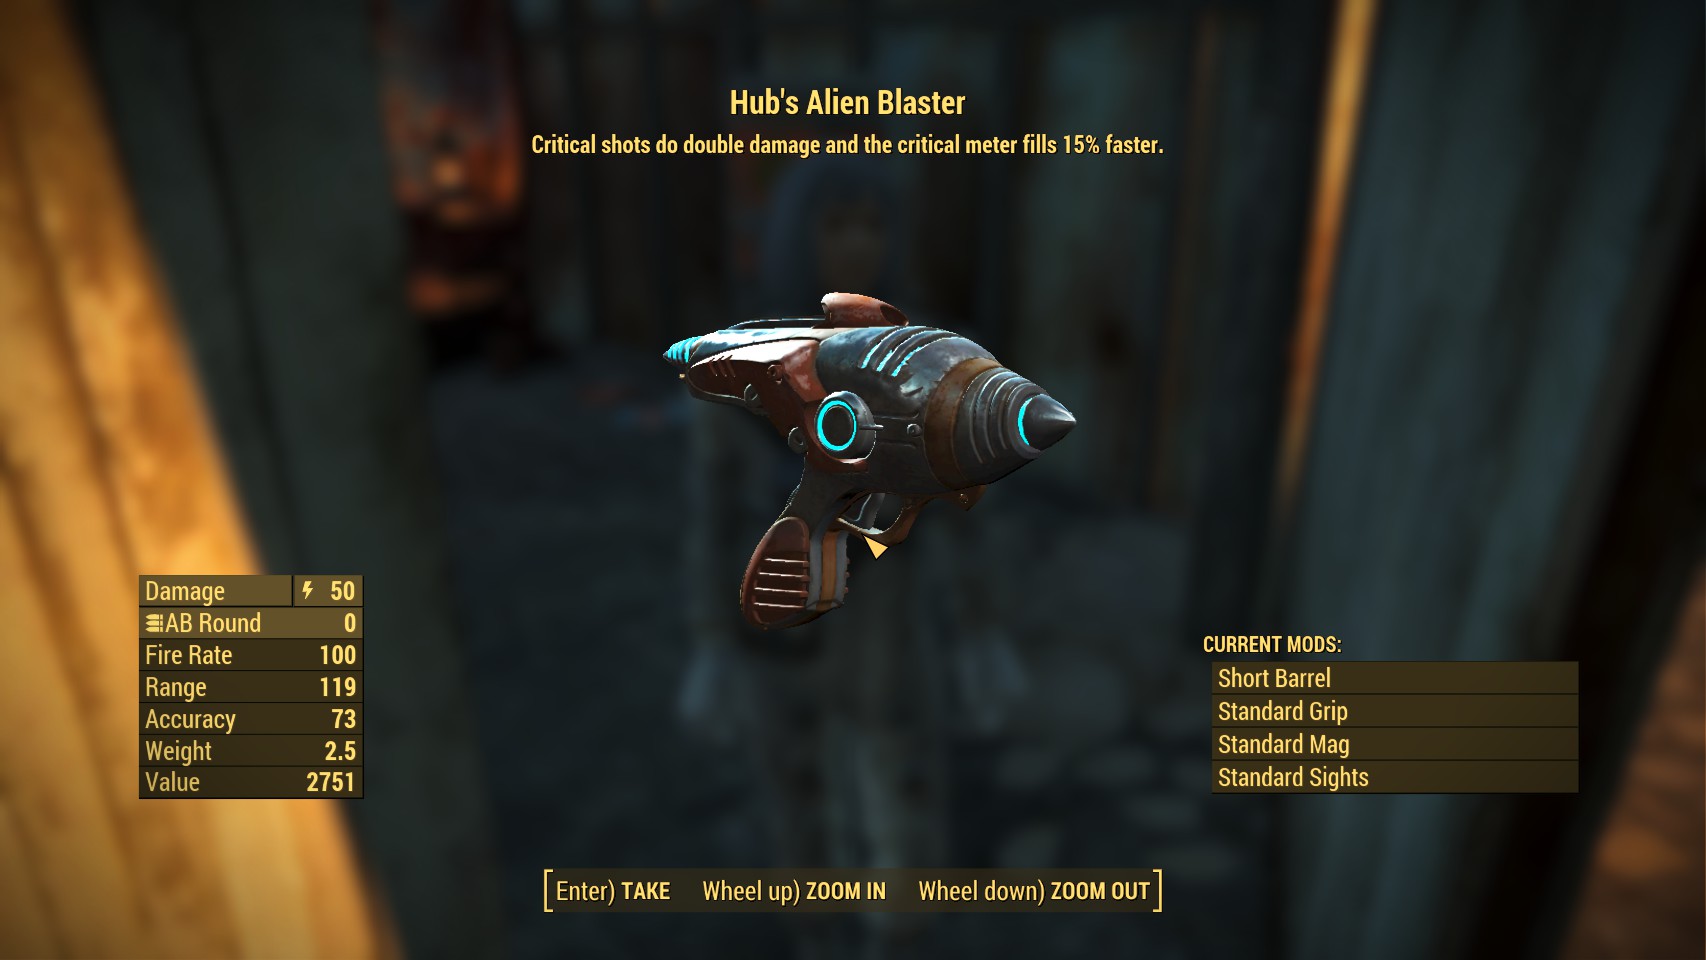 Hub's Alien Blaster
Critical shots do double damage and the critical meter fills 15% faster.
Damage 50
AB Round 0
Fire Rate 100
Range 119
Accuracy 73
Weight 2.5
Value 2751
CURRENT MODS:
Short Barrel
Standard Grip
Standard Mag
Standard Sights
[Enter) TAKE Wheel up) ZOOM IN Wheel down) ZOOM OUT]